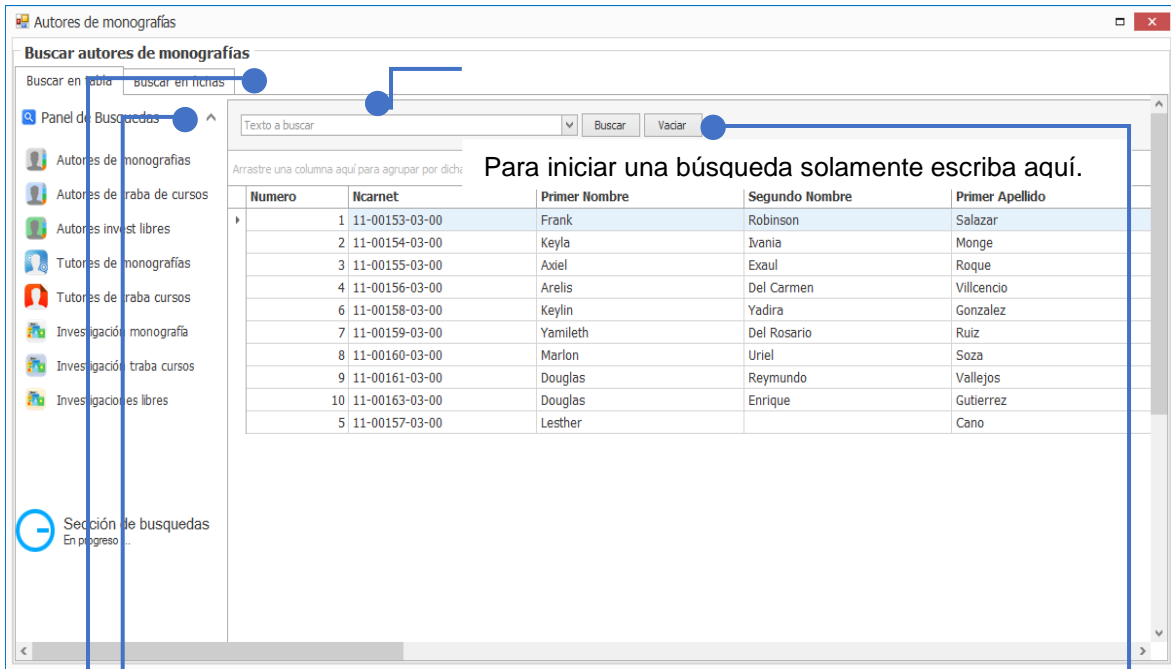 Autores de monografías
Buscar autores de monografías
Buscar en tabla Buscar en fichas
Panel de Busquedas
Texto a buscar Buscar Vaciar
Para iniciar una búsqueda solamente escriba aquí.
Arrastre una columna aquí para agrupar por dicha
Autores de monografias
Autores de traba de cursos
Autores invest libres
Tutores de monografías
Tutores de traba cursos
Investigación monografía
Investigación traba cursos
Investigaciones libres
Sección de busquedas
En progreso ...
Numero Ncarnet Primer Nombre Segundo Nombre Primer Apellido
1 11-00153-03-00 Frank Robinson Salazar
2 11-00154-03-00 Keyla Ivania Monge
3 11-00155-03-00 Axiel Exaul Roque
4 11-00156-03-00 Arelis Del Carmen Villcencio
6 11-00158-03-00 Keylin Yadira Gonzalez
7 11-00159-03-00 Yamileth Del Rosario Ruiz
8 11-00160-03-00 Marlon Uriel Soza
9 11-00161-03-00 Douglas Reymundo Vallejos
10 11-00163-03-00 Douglas Enrique Gutierrez
5 11-00157-03-00 Lesther Cano